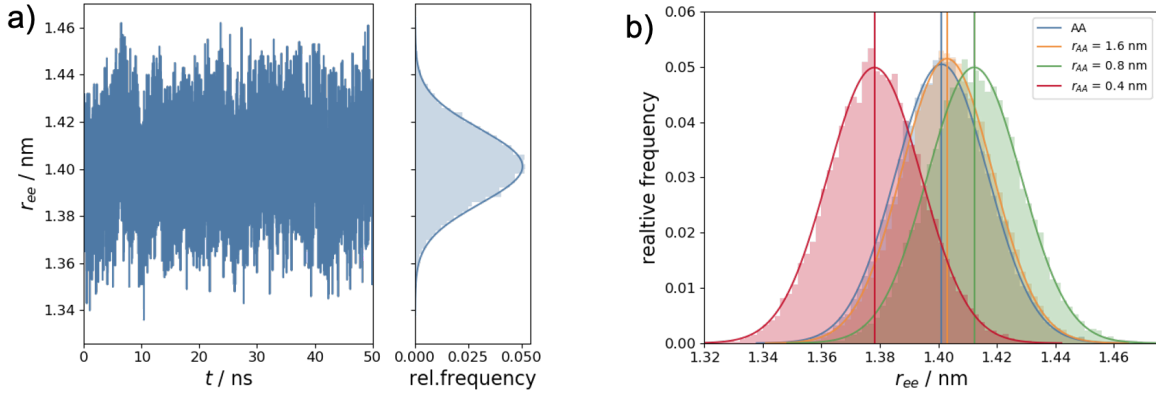 a)
1.46
1.44
1.42
1.40
1.38
1.36
1.34
r_ee / nm
0 10 20 30 40 50
t / ns
0.000 0.025 0.050
rel.frequency
b)
0.06
0.05
0.04
0.03
0.02
0.01
0.00
realtive frequency
AA
r_AA = 1.6 nm
r_AA = 0.8 nm
r_AA = 0.4 nm
1.32 1.34 1.36 1.38 1.40 1.42 1.44 1.46
r_ee / nm